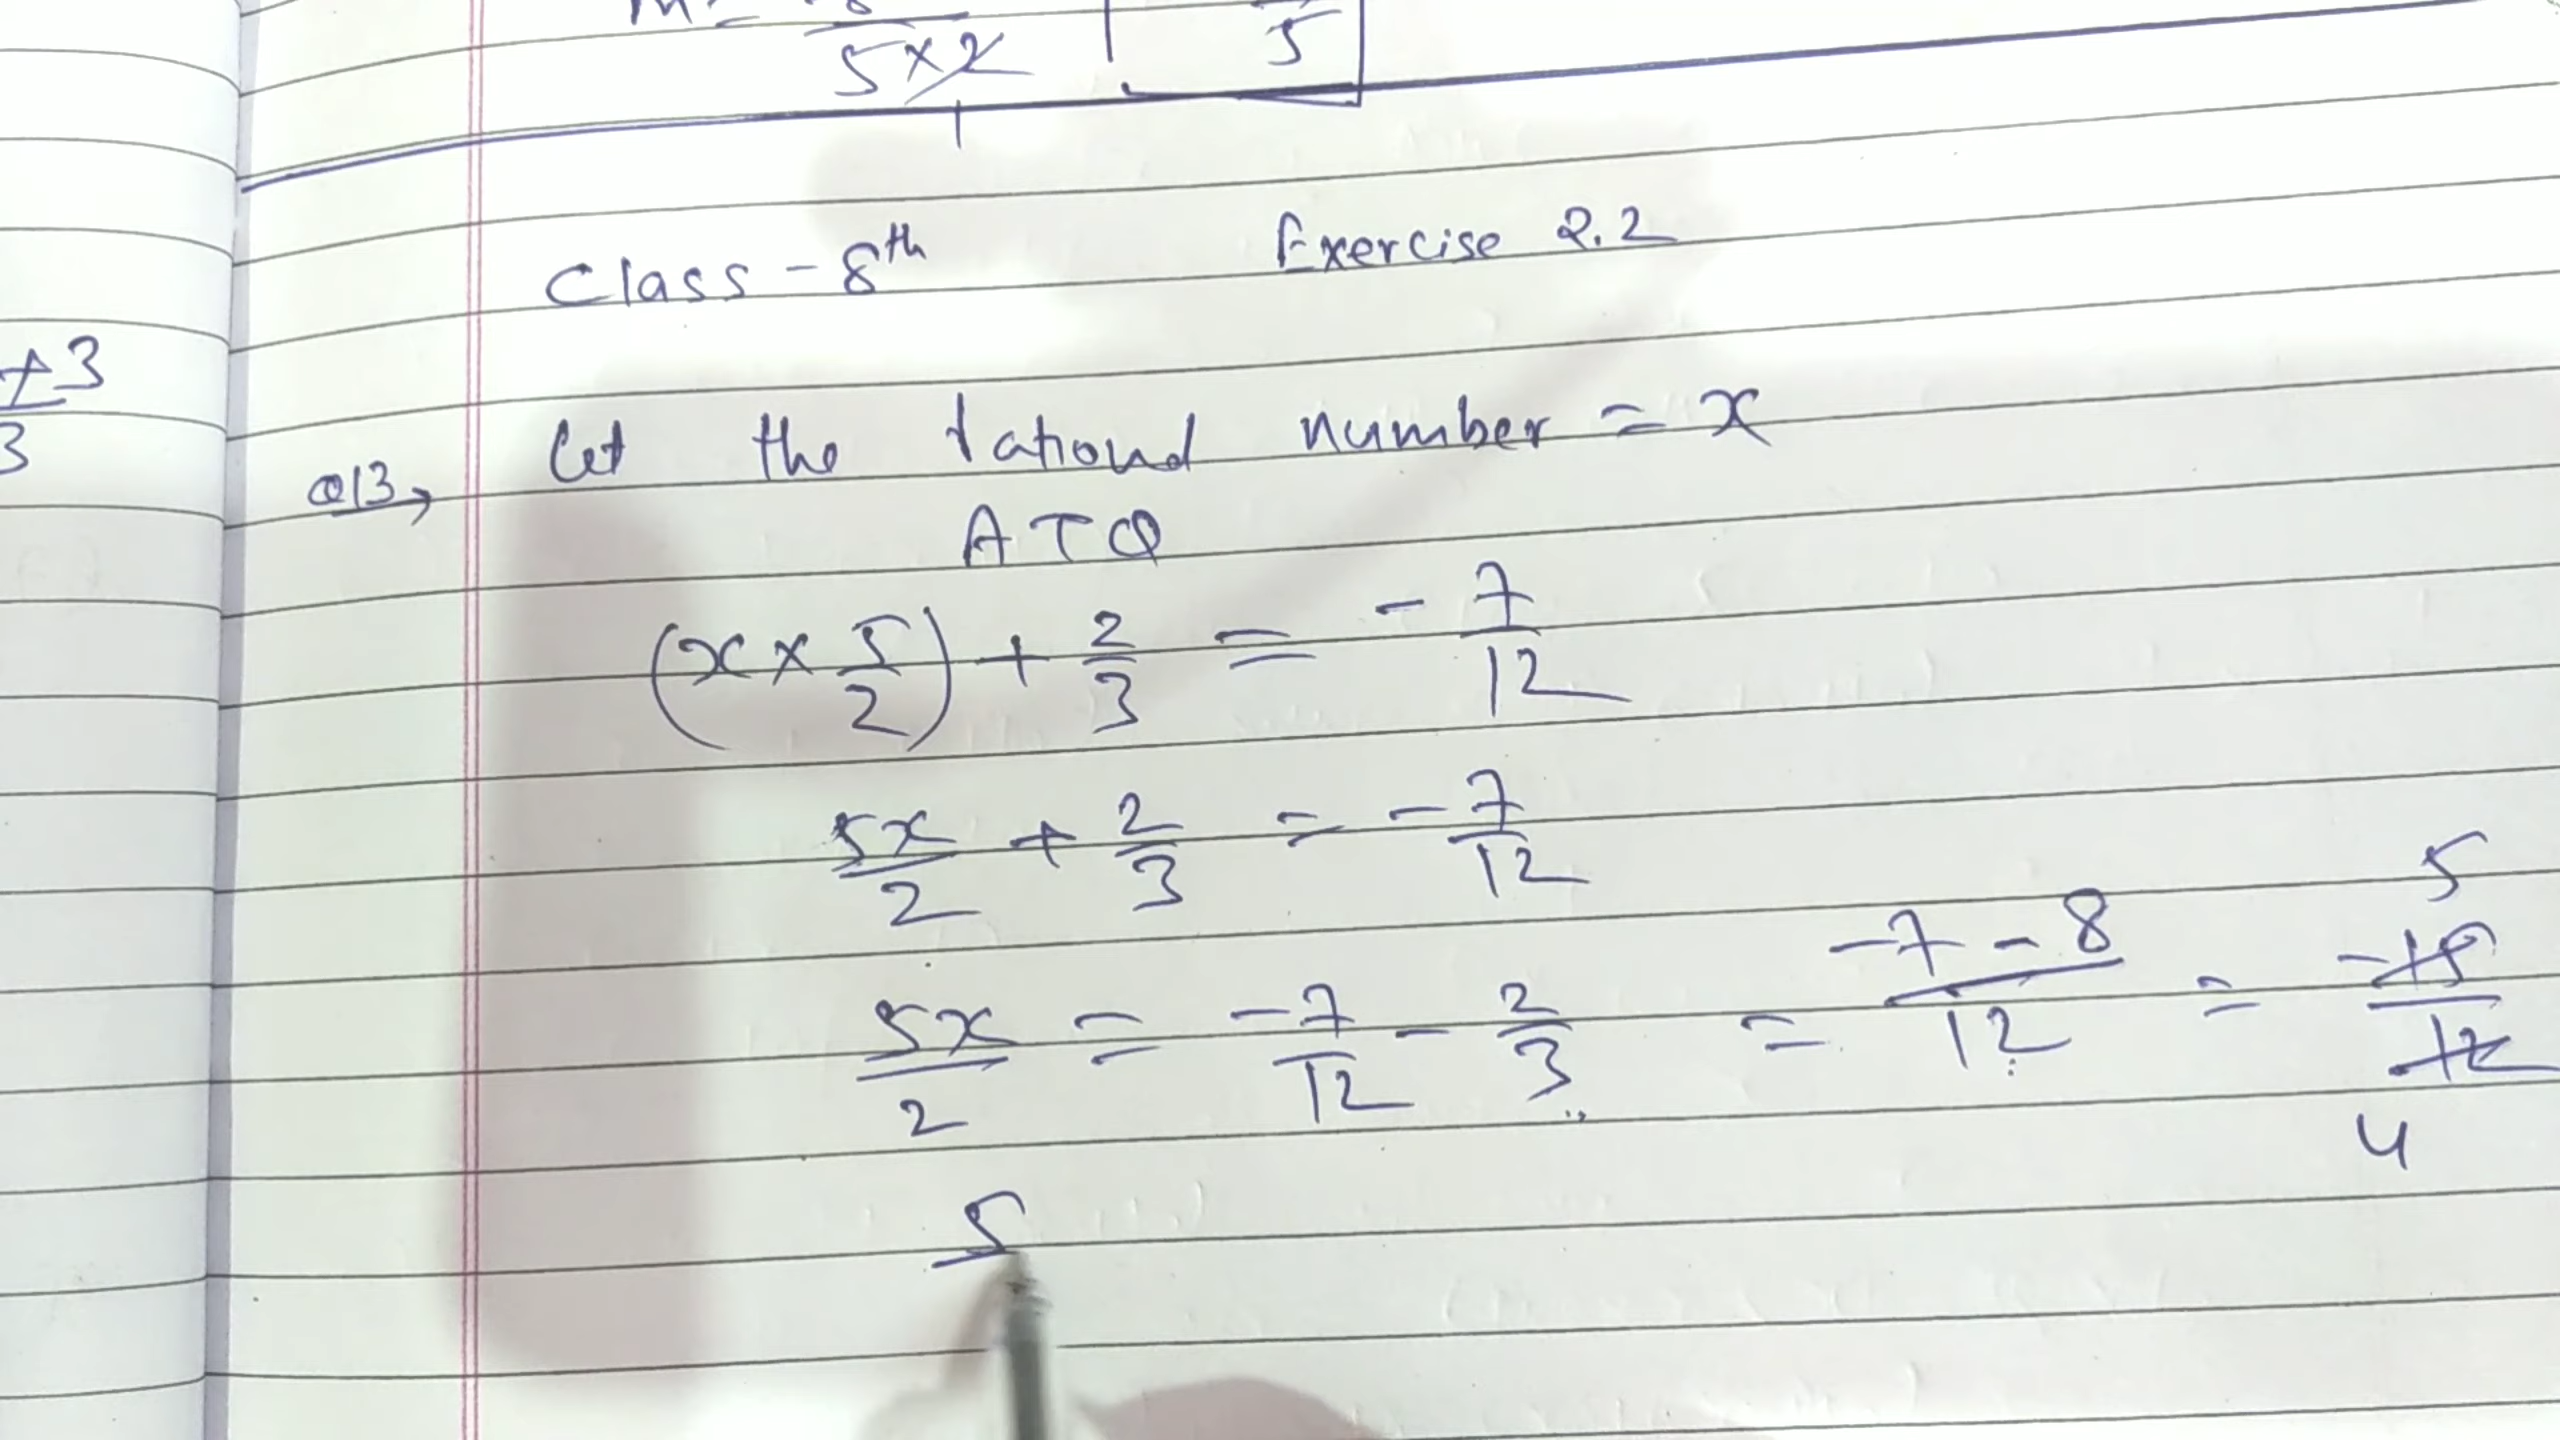 5×2 5
Class - 8th Exercise 2.2
+3
3
Q13→ Let the rational number = x
ATQ
(x × 5/2) + 2/3 = - 7/12
5x/2 + 2/3 = - 7/12
5x/2 = -7/12 - 2/3 = -7-8/12 = -15/12 5 4
5